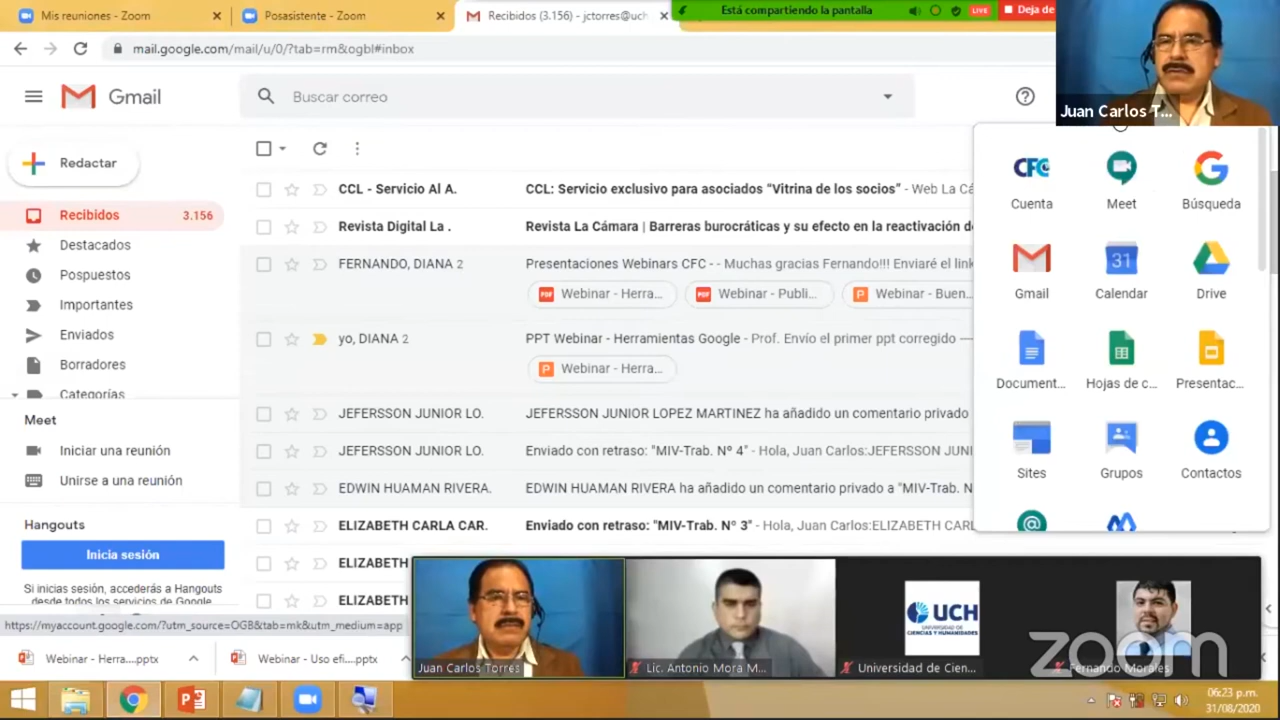 Mis reuniones - Zoom
Posasistente - Zoom
Recibidos (3.156) - jctorres@uch
Está compartiendo la pantalla
LIVE
Deja de
mail.google.com/mail/u/0/?tab=rm&ogbl#inbox
Gmail
Buscar correo
Juan Carlos T...
Redactar
Recibidos 3.156
Destacados
Pospuestos
Importantes
Enviados
Borradores
Categorías
Meet
Iniciar una reunión
Unirse a una reunión
Hangouts
Inicia sesión
Si inicias sesión, accederás a Hangouts
desde todos los servicios de Google
CCL - Servicio Al A. CCL: Servicio exclusivo para asociados “Vitrina de los socios” - Web La Cá
Revista Digital La . Revista La Cámara | Barreras burocráticas y su efecto en la reactivación d
FERNANDO, DIANA 2 Presentaciones Webinars CFC - - Muchas gracias Fernando!!! Enviaré el link
PDF Webinar - Herra... PDF Webinar - Publi... P Webinar - Buen...
yo, DIANA 2 PPT Webinar - Herramientas Google - Prof. Envío el primer ppt corregido —
P Webinar - Herra...
JEFERSSON JUNIOR LO. JEFERSSON JUNIOR LOPEZ MARTINEZ ha añadido un comentario privado
JEFERSSON JUNIOR LO. Enviado con retraso: "MIV-Trab. Nº 4" - Hola, Juan Carlos:JEFERSSON JUNI
EDWIN HUAMAN RIVERA. EDWIN HUAMAN RIVERA ha añadido un comentario privado a "MIV-Trab. N
ELIZABETH CARLA CAR. Enviado con retraso: "MIV-Trab. Nº 3" - Hola, Juan Carlos:ELIZABETH CARL
ELIZABETH
ELIZABETH
CFC
Cuenta Meet Búsqueda
31
Gmail Calendar Drive
Document... Hojas de c... Presentac...
Sites Grupos Contactos
https://myaccount.google.com/?utm_source=OGB&tab=mk&utm_medium=app
Juan Carlos Torres
Lic. Antonio Mora M...
UCH
UNIVERSIDAD DE
CIENCIAS Y HUMANIDADES
Universidad de Cien...
Fernando Morales
zoom
Webinar - Herra....pptx
Webinar - Uso efi....pptx
06:23 p.m.
31/08/2020